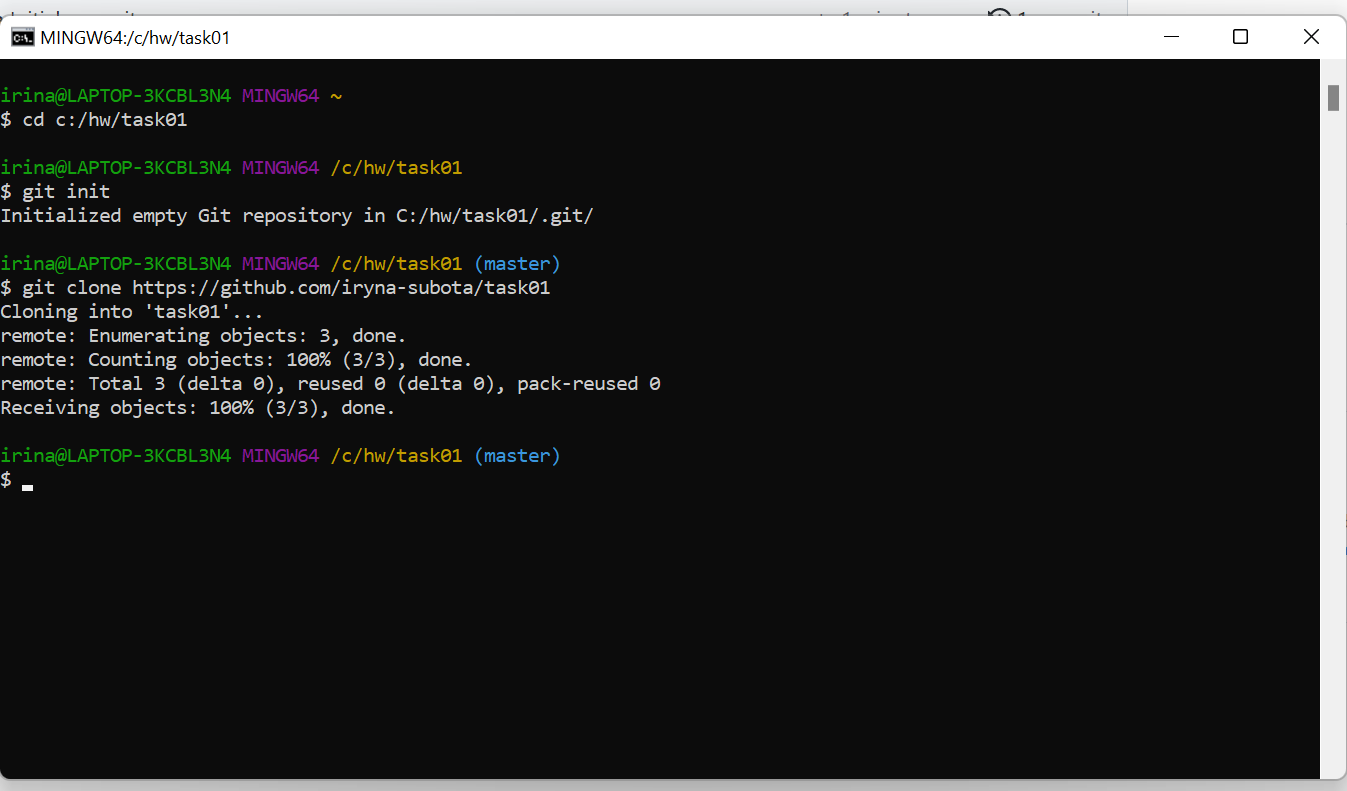 MINGW64:/c/hw/task01
irina@LAPTOP-3KCBL3N4 MINGW64 ~
$ cd c:/hw/task01
irina@LAPTOP-3KCBL3N4 MINGW64 /c/hw/task01
$ git init
Initialized empty Git repository in C:/hw/task01/.git/
irina@LAPTOP-3KCBL3N4 MINGW64 /c/hw/task01 (master)
$ git clone https://github.com/iryna-subota/task01
Cloning into 'task01'...
remote: Enumerating objects: 3, done.
remote: Counting objects: 100% (3/3), done.
remote: Total 3 (delta 0), reused 0 (delta 0), pack-reused 0
Receiving objects: 100% (3/3), done.
irina@LAPTOP-3KCBL3N4 MINGW64 /c/hw/task01 (master)
$